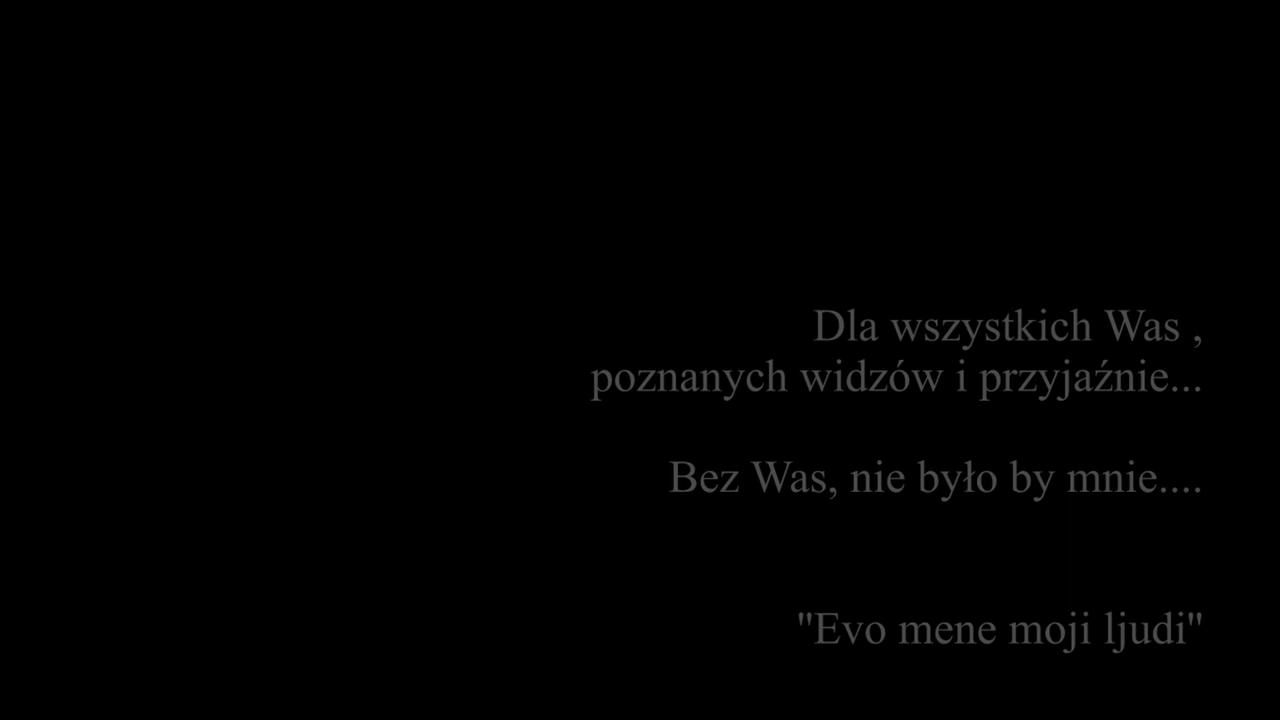 Dla wszystkich Was ,
poznanych widzów i przyjaźnie...
Bez Was, nie było by mnie....
"Evo mene moji ljudi"